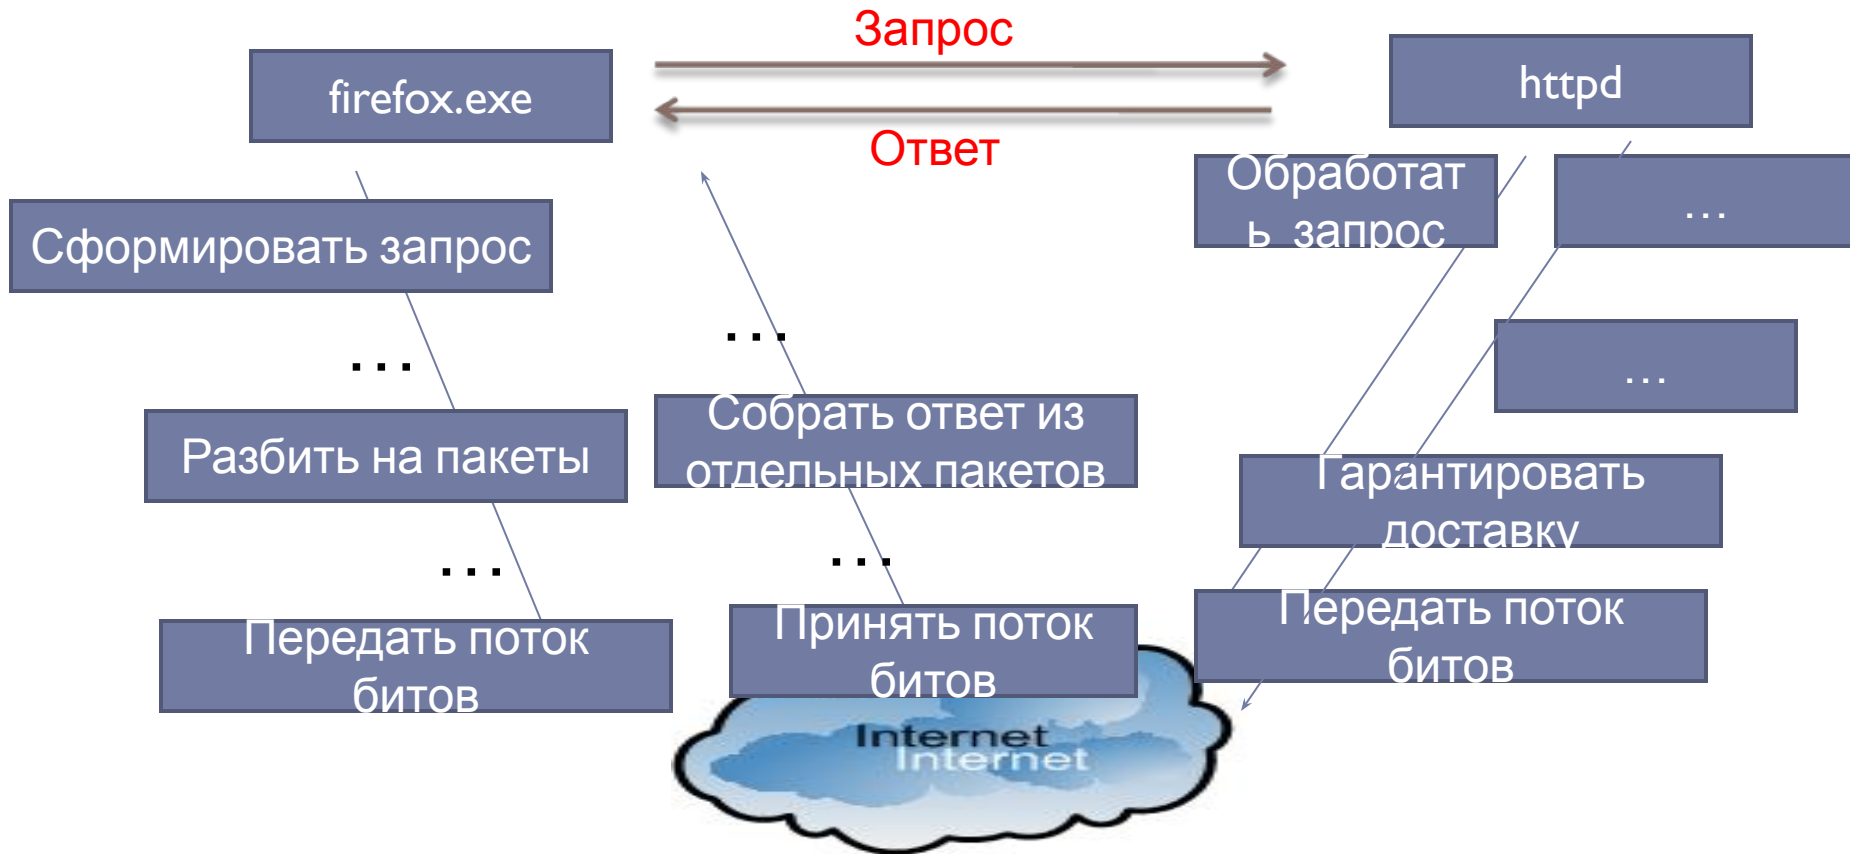 Запрос
firefox.exe
httpd
Ответ
Обработат
ь запрос
...
Сформировать запрос
...
...
...
Собрать ответ из
отдельных пакетов
Разбить на пакеты
Гарантировать
доставку
...
...
Передать поток
битов
Принять поток
битов
Передать поток
битов
Internet
Internet